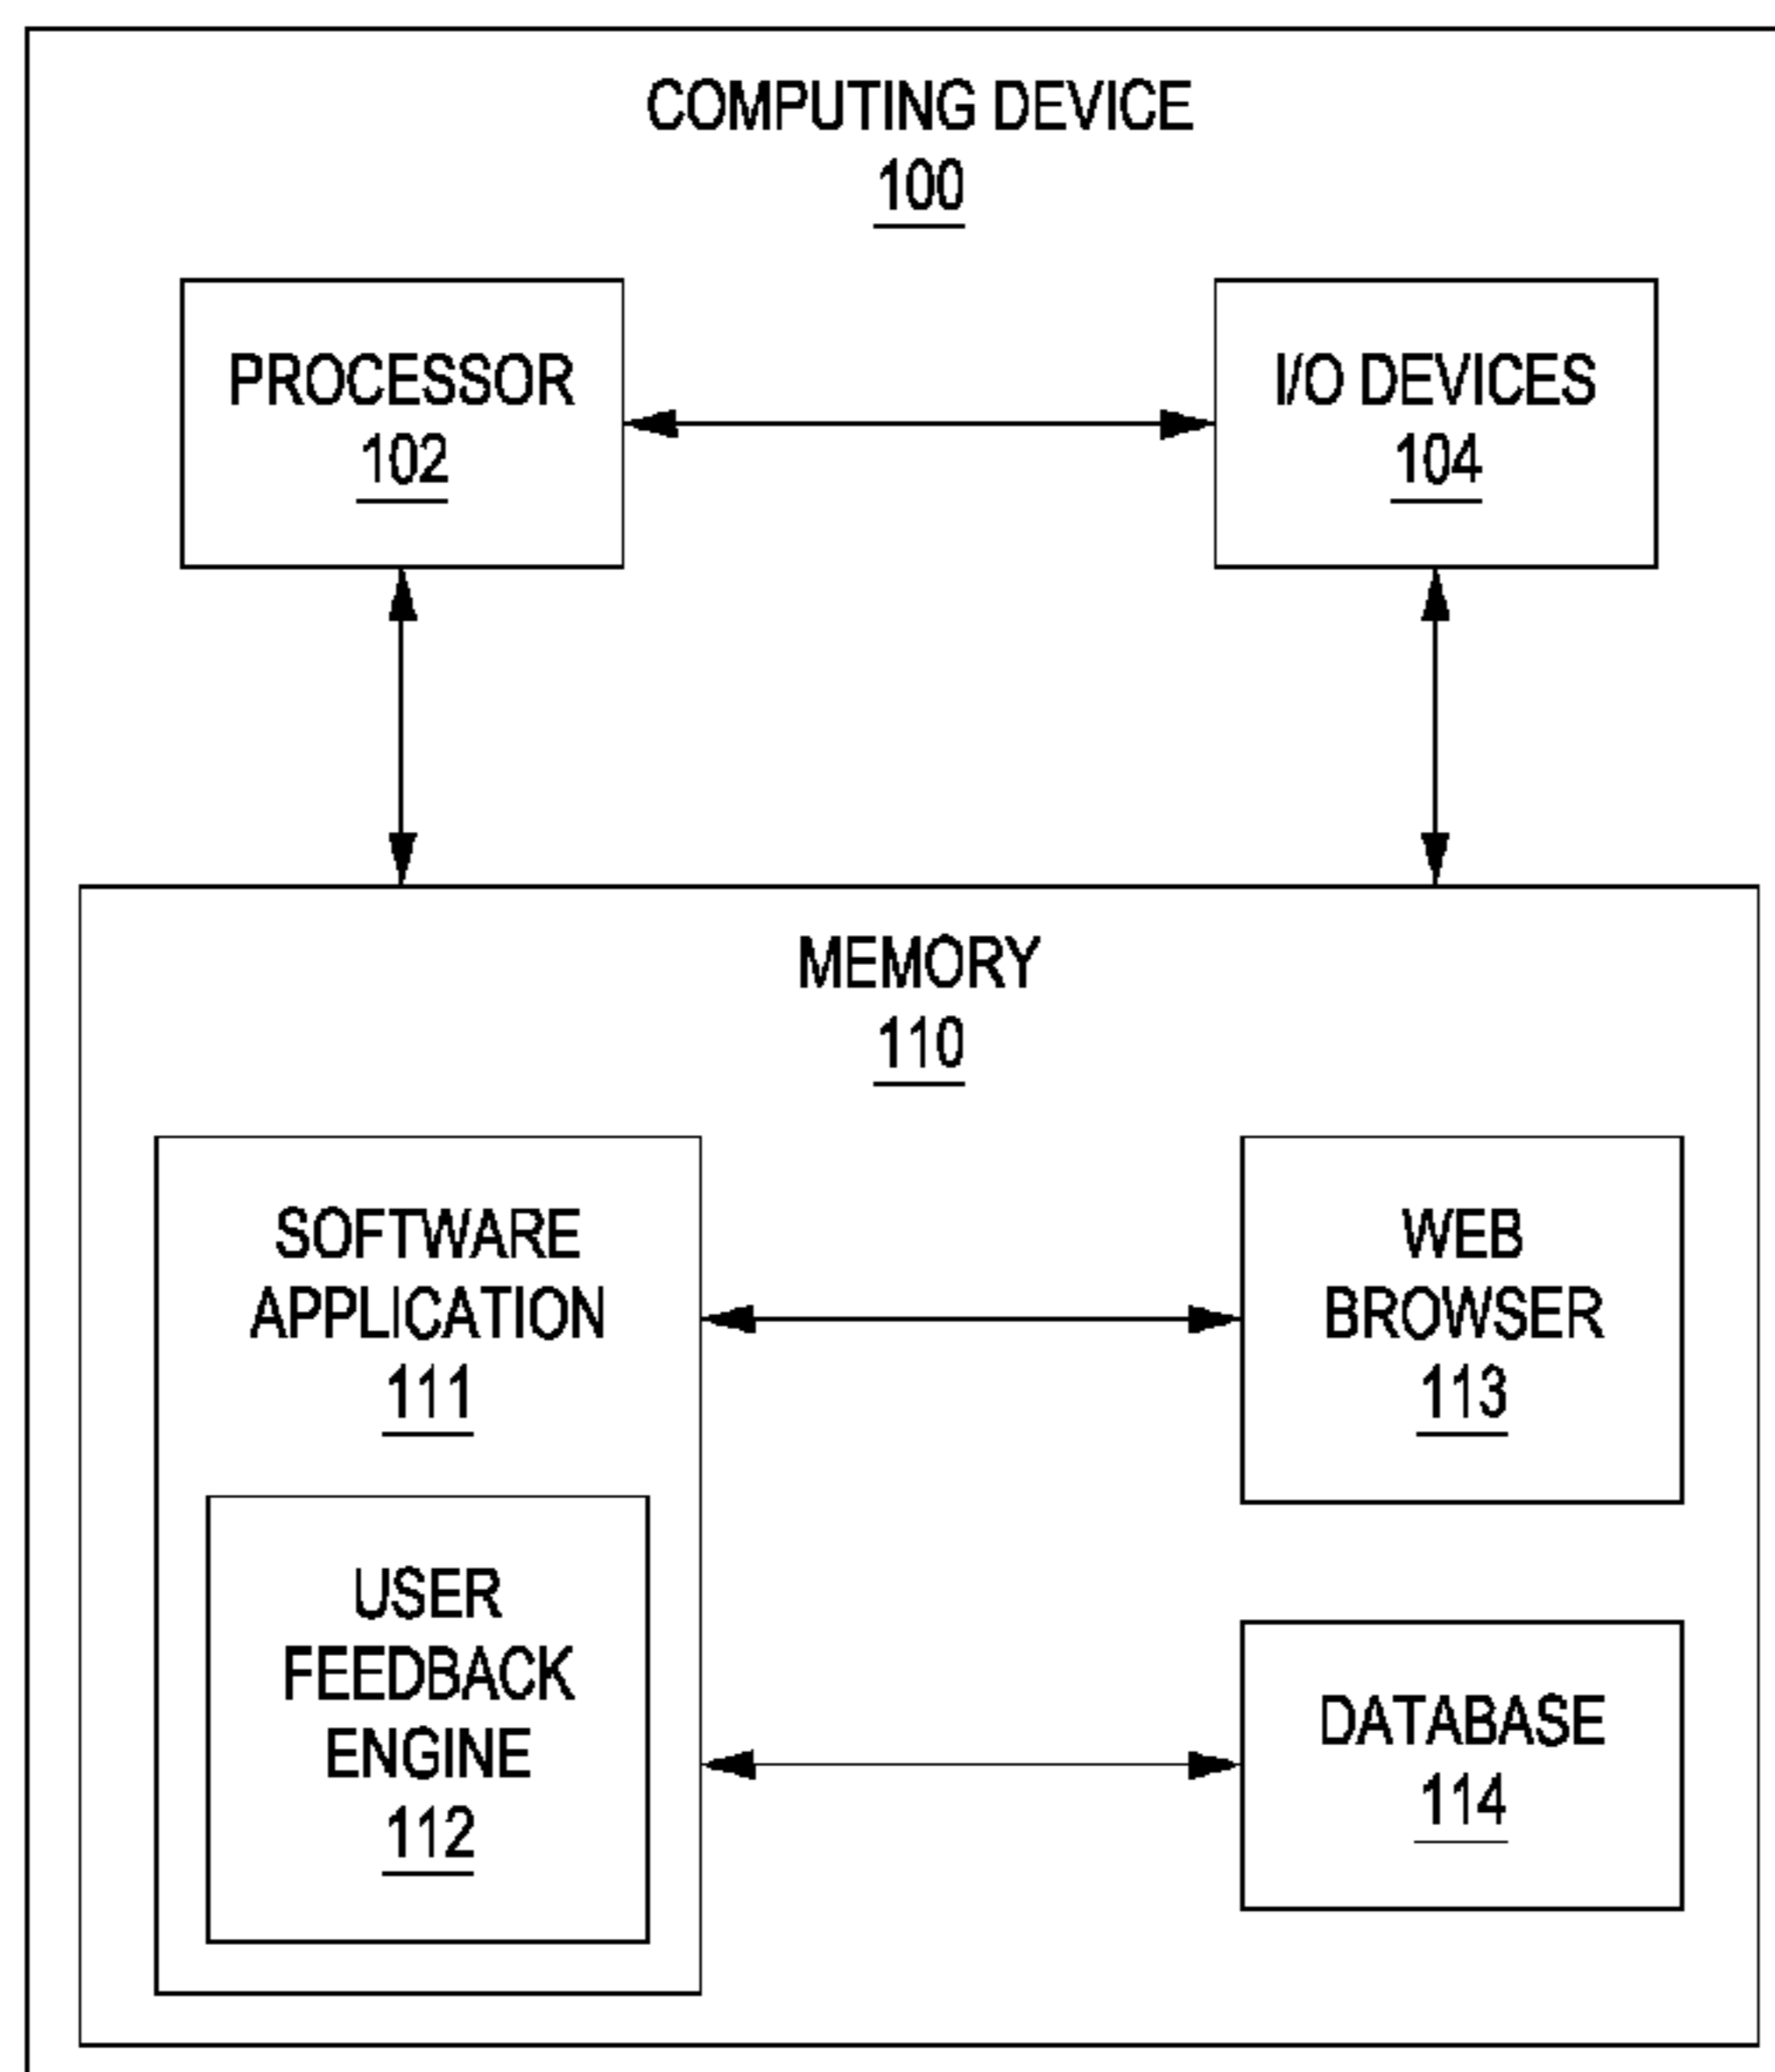 COMPUTING DEVICE
100
PROCESSOR
102
I/O DEVICES
104
MEMORY
110
SOFTWARE
APPLICATION
111
WEB
BROWSER
113
USER
FEEDBACK
ENGINE
112
DATABASE
114